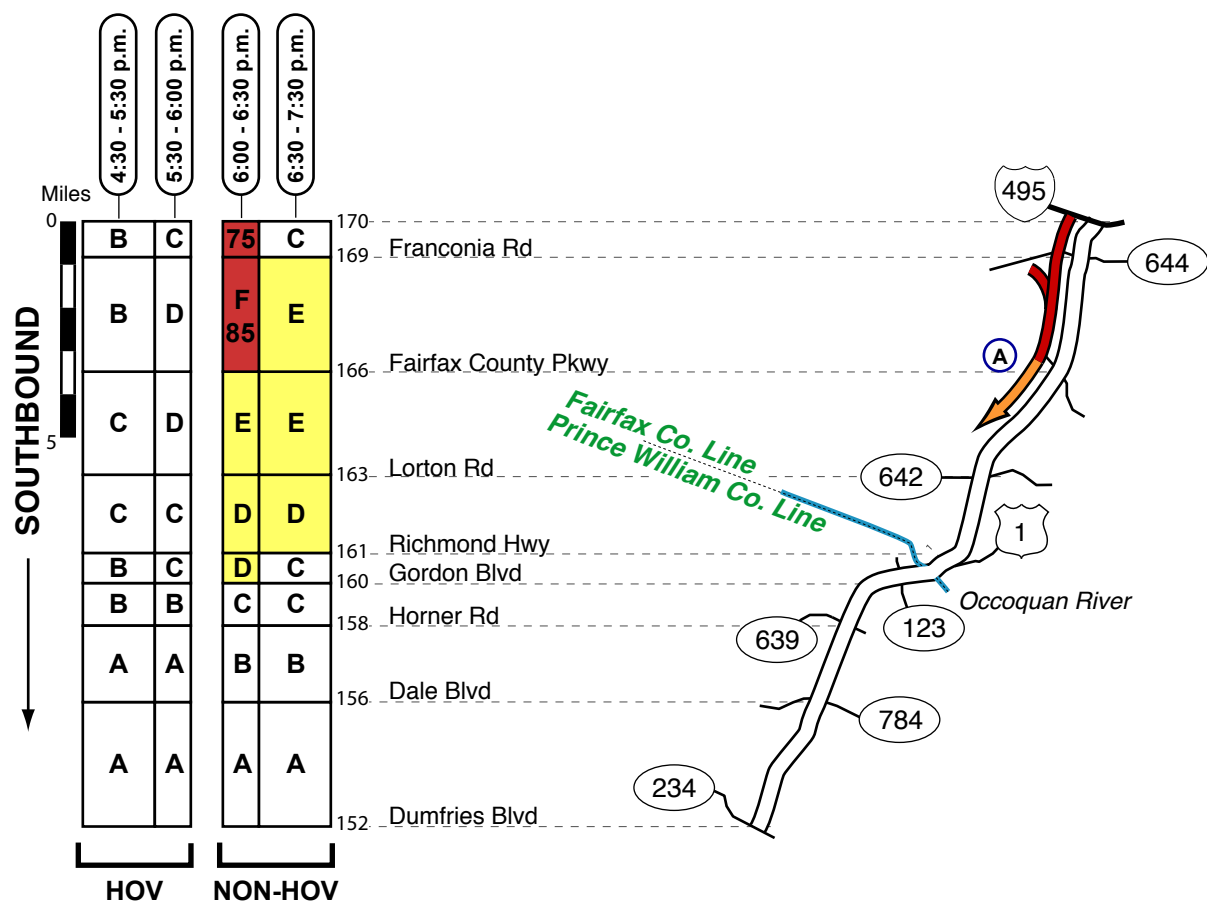 4:30 - 5:30 p.m.
5:30 - 6:00 p.m.
6:00 - 6:30 p.m.
6:30 - 7:30 p.m.
Miles
0
5
SOUTHBOUND
B C 75 C
B D F 85 E
C D E E
C C D D
B C D C
B B C C
A A B B
A A A A
HOV
NON-HOV
170
169 Franconia Rd
166 Fairfax County Pkwy
163 Lorton Rd
161 Richmond Hwy
160 Gordon Blvd
158 Horner Rd
156 Dale Blvd
152 Dumfries Blvd
495
644
A
Fairfax Co. Line
Prince William Co. Line
642
1
Occoquan River
123
639
784
234